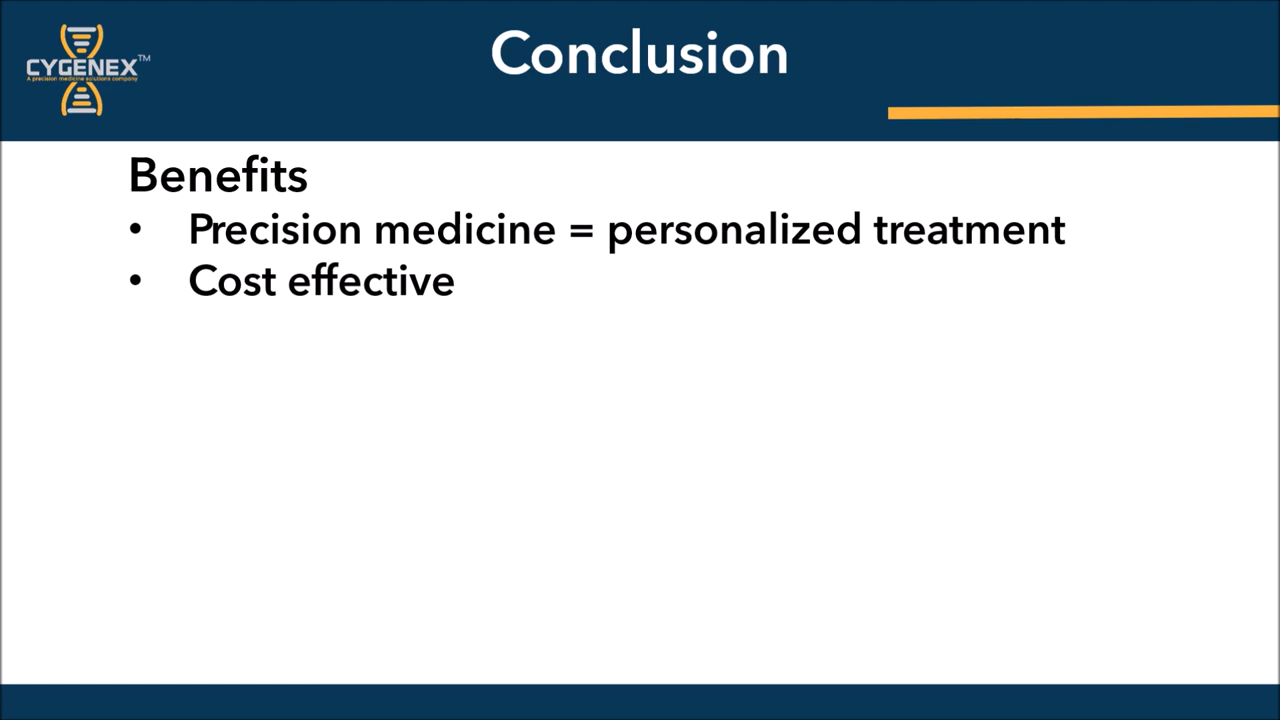 Conclusion
CYGENEX™
A precision medicine solutions company
Benefits
• Precision medicine = personalized treatment
• Cost effective